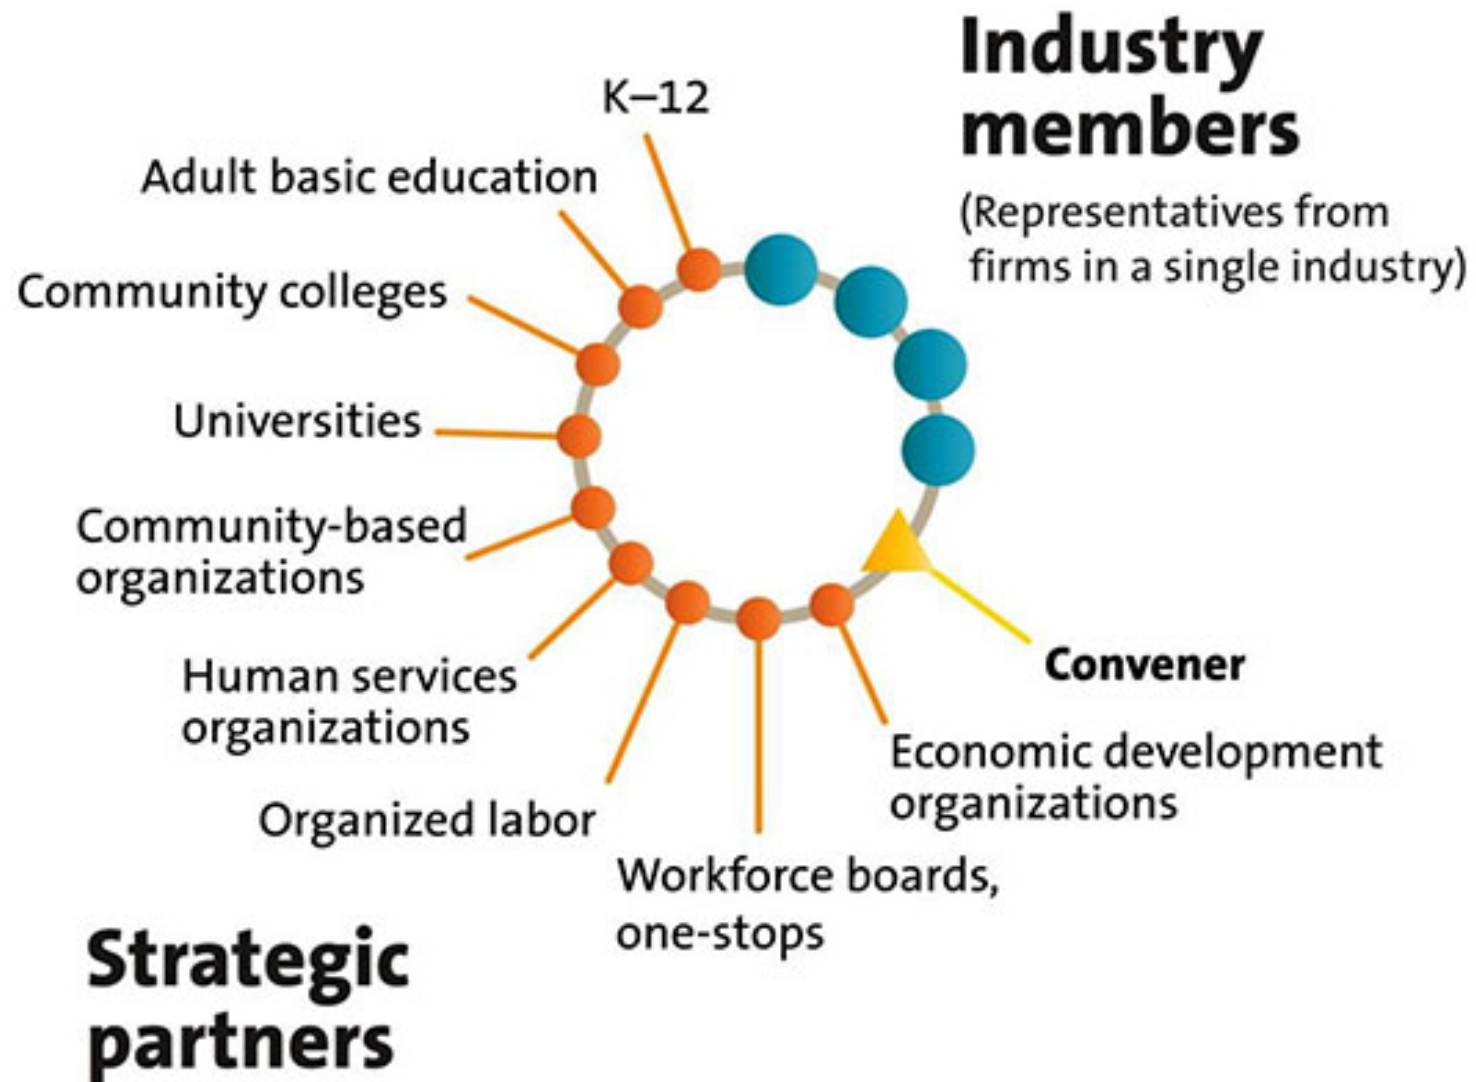 Industry
members
(Representatives from
firms in a single industry)
K–12
Adult basic education
Community colleges
Universities
Community-based
organizations
Human services
organizations
Organized labor
Workforce boards,
one-stops
Economic development
organizations
Convener
Strategic
partners